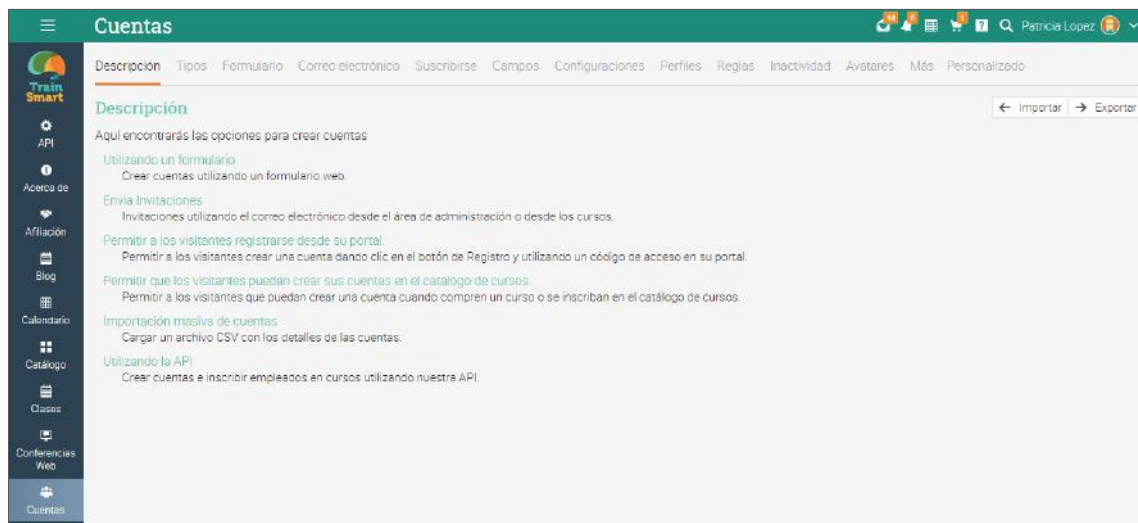 Cuentas
14
6
1
Patricia Lopez
Train
Smart
API
Acerca de
Afiliación
Blog
Calendario
Catálogo
Clases
Conferencias
Web
Cuentas
Descripción Tipos Formulario Correo electrónico Suscribirse Campos Configuraciones Perfiles Reglas Inactividad Avatares Más Personalizado
Descripción
← Importar → Exportar
Aquí encontrarás las opciones para crear cuentas
Utilizando un formulario
Crear cuentas utilizando un formulario web.
Envia Invitaciones
Invitaciones utilizando el correo electrónico desde el área de administración o desde los cursos.
Permitir a los visitantes registrarse desde su portal.
Permitir a los visitantes crear una cuenta dando clic en el botón de Registro y utilizando un código de acceso en su portal.
Permitir que los visitantes puedan crear sus cuentas en el catálogo de cursos
Permitir a los visitantes que puedan crear una cuenta cuando compren un curso o se inscriban en el catálogo de cursos.
Importación masiva de cuentas
Cargar un archivo CSV con los detalles de las cuentas.
Utilizando la API
Crear cuentas e inscribir empleados en cursos utilizando nuestra API.